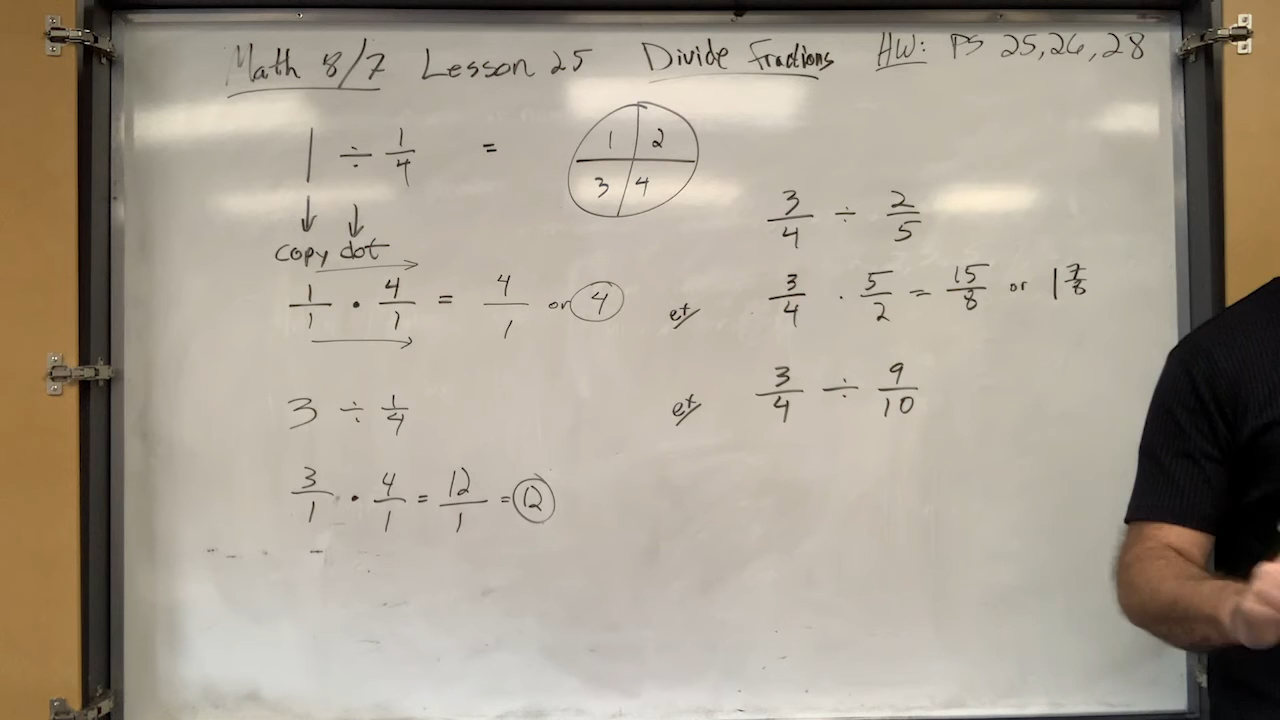 Math 8/7 Lesson 25 Divide Fractions HW: PS 25,26,28
1 ÷ 1/4 =
1 2
3 4
copy dot
1/1 · 4/1 = 4/1 or 4
3 ÷ 1/4
3/1 · 4/1 = 12/1 = 12
3/4 ÷ 2/5
ex 3/4 · 5/2 = 15/8 or 1 7/8
ex 3/4 ÷ 9/10